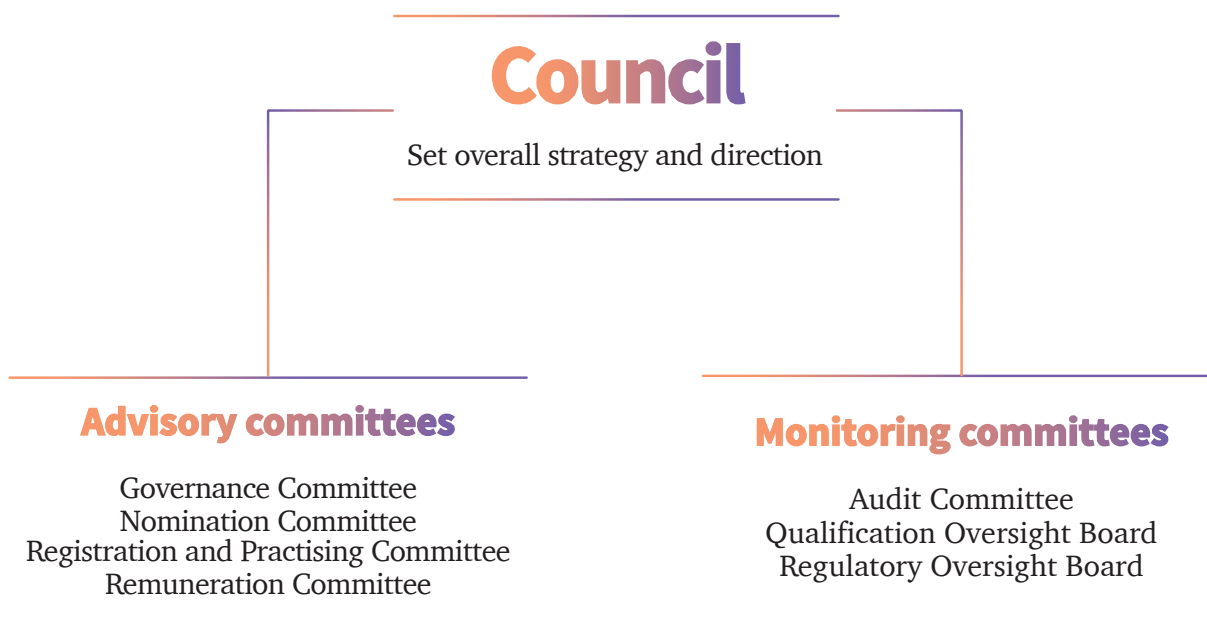 Council
Set overall strategy and direction
Advisory committees
Governance Committee
Nomination Committee
Registration and Practising Committee
Remuneration Committee
Monitoring committees
Audit Committee
Qualification Oversight Board
Regulatory Oversight Board